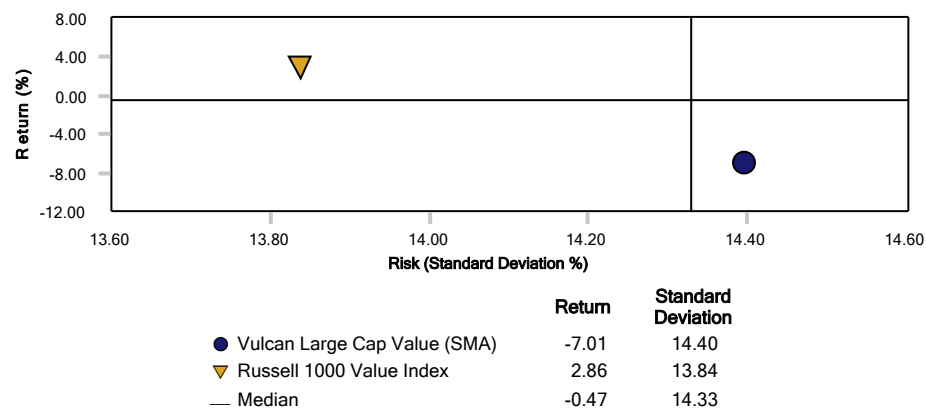 8.00
4.00
0.00
-4.00
-8.00
-12.00
Return (%)
13.60 13.80 14.00 14.20 14.40 14.60
Risk (Standard Deviation %)
Return Standard Deviation
Vulcan Large Cap Value (SMA) -7.01 14.40
Russell 1000 Value Index 2.86 13.84
Median -0.47 14.33